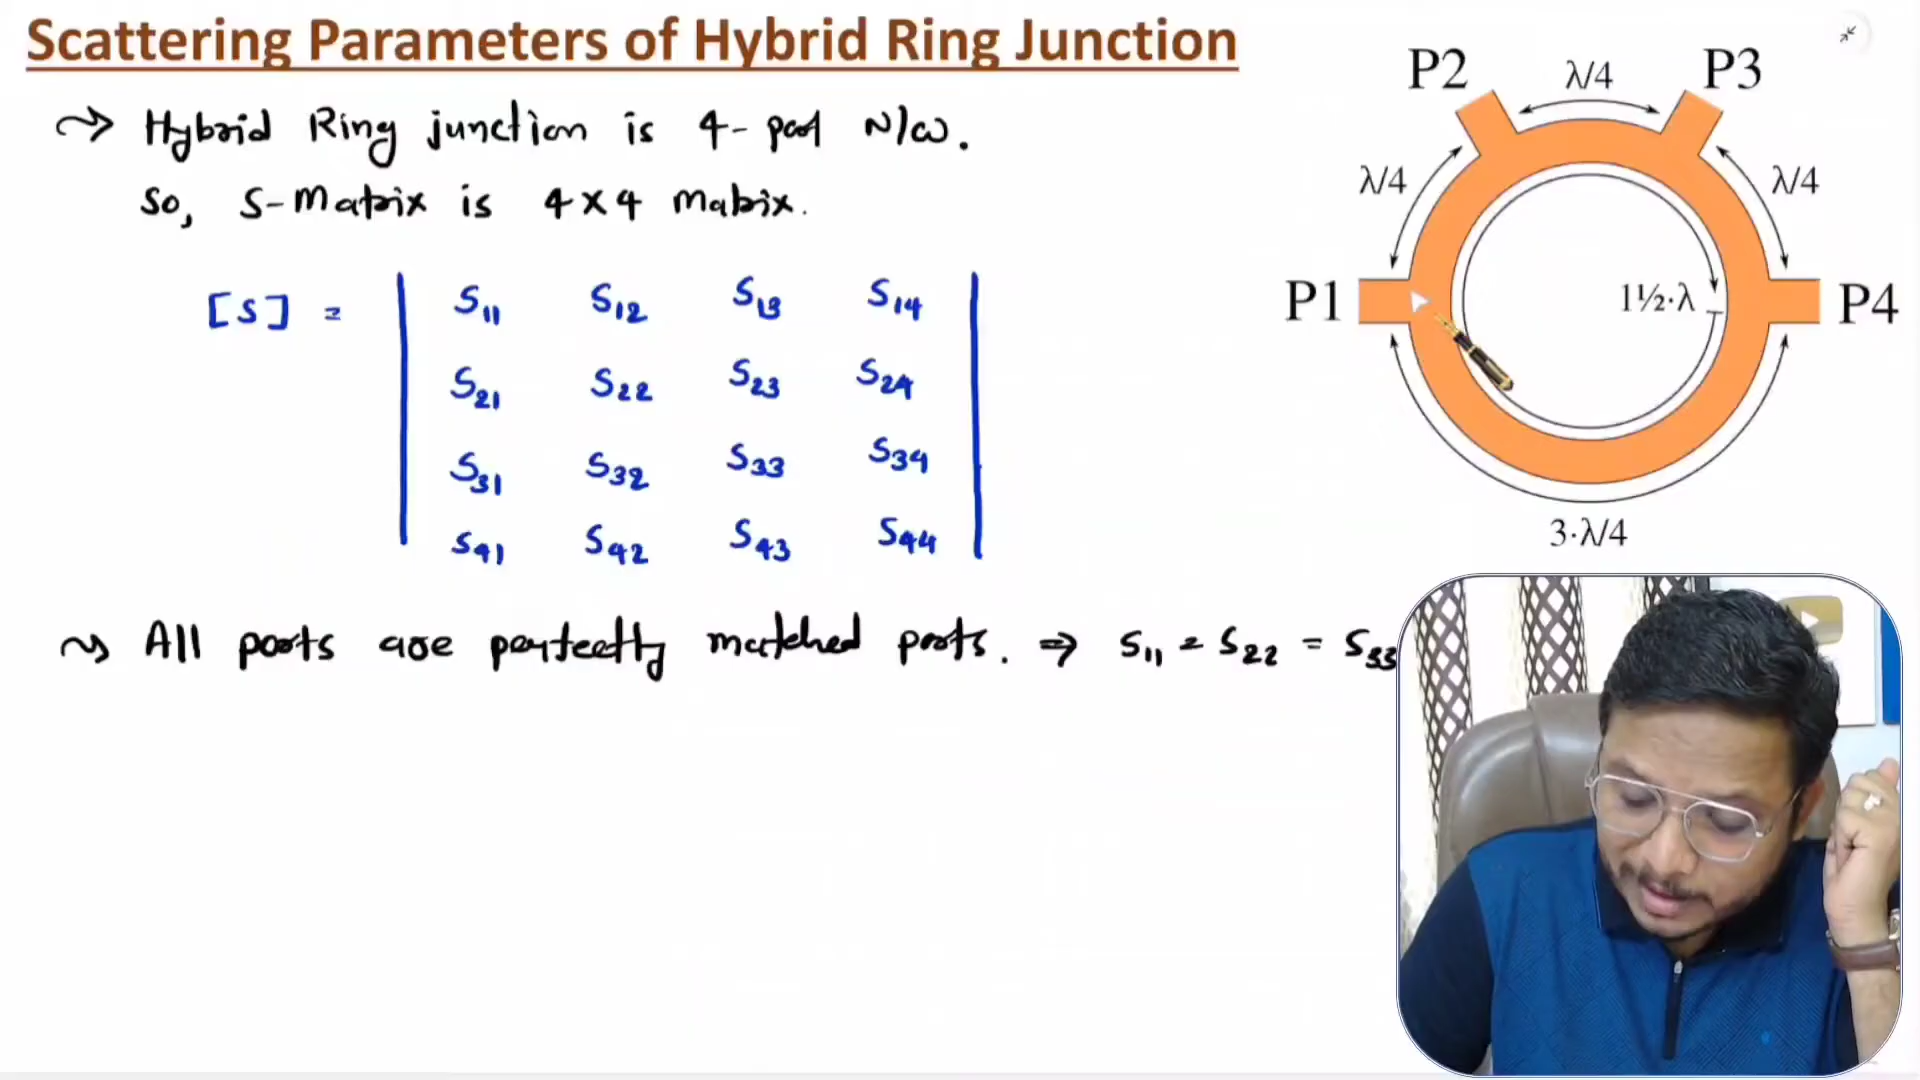 Scattering Parameters of Hybrid Ring Junction
⤳ Hybrid Ring junction is 4-port N/W.
So, S-Matrix is 4x4 matrix.
[S] =
S11 S12 S13 S14
S21 S22 S23 S24
S31 S32 S33 S34
S41 S42 S43 S44
⤳ All ports are perfectly matched ports. ⇒ S11 = S22 = S33
P2 λ/4 P3
λ/4 λ/4
P1 1½·λ P4
3·λ/4